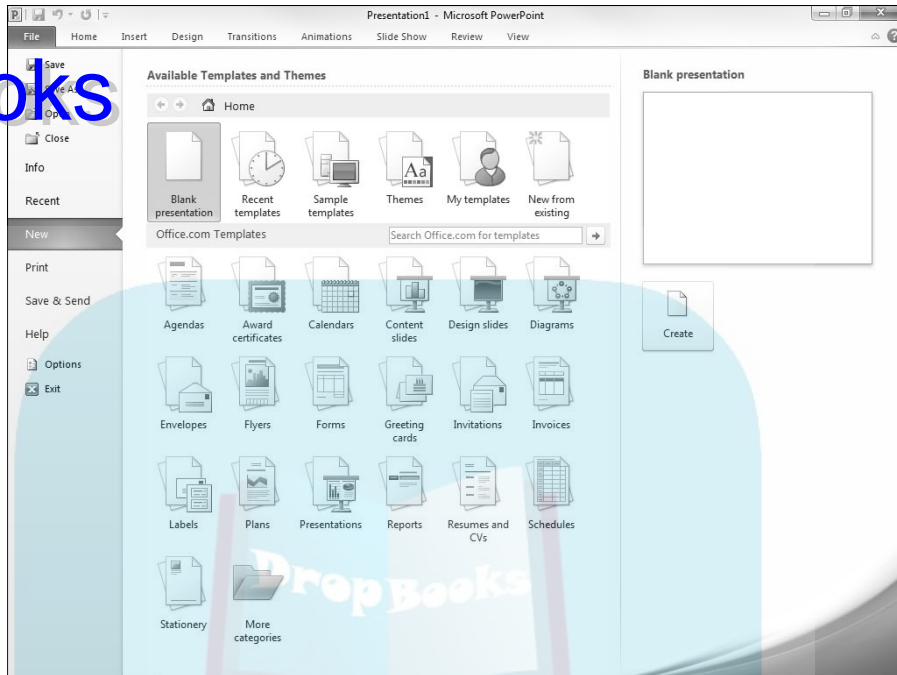 Presentation1 - Microsoft PowerPoint
File Home Insert Design Transitions Animations Slide Show Review View
Save
Save As
oks
Open
Close
Info
Recent
New
Print
Save & Send
Help
Options
Exit
Available Templates and Themes
Home
Blank presentation
Recent templates
Sample templates
Themes
My templates
New from existing
Office.com Templates
Search Office.com for templates
Agendas
Award certificates
Calendars
Content slides
Design slides
Diagrams
Envelopes
Flyers
Forms
Greeting cards
Invitations
Invoices
Labels
Plans
Presentations
Reports
Resumes and CVs
Schedules
Stationery
More categories
DropBooks
Blank presentation
Create